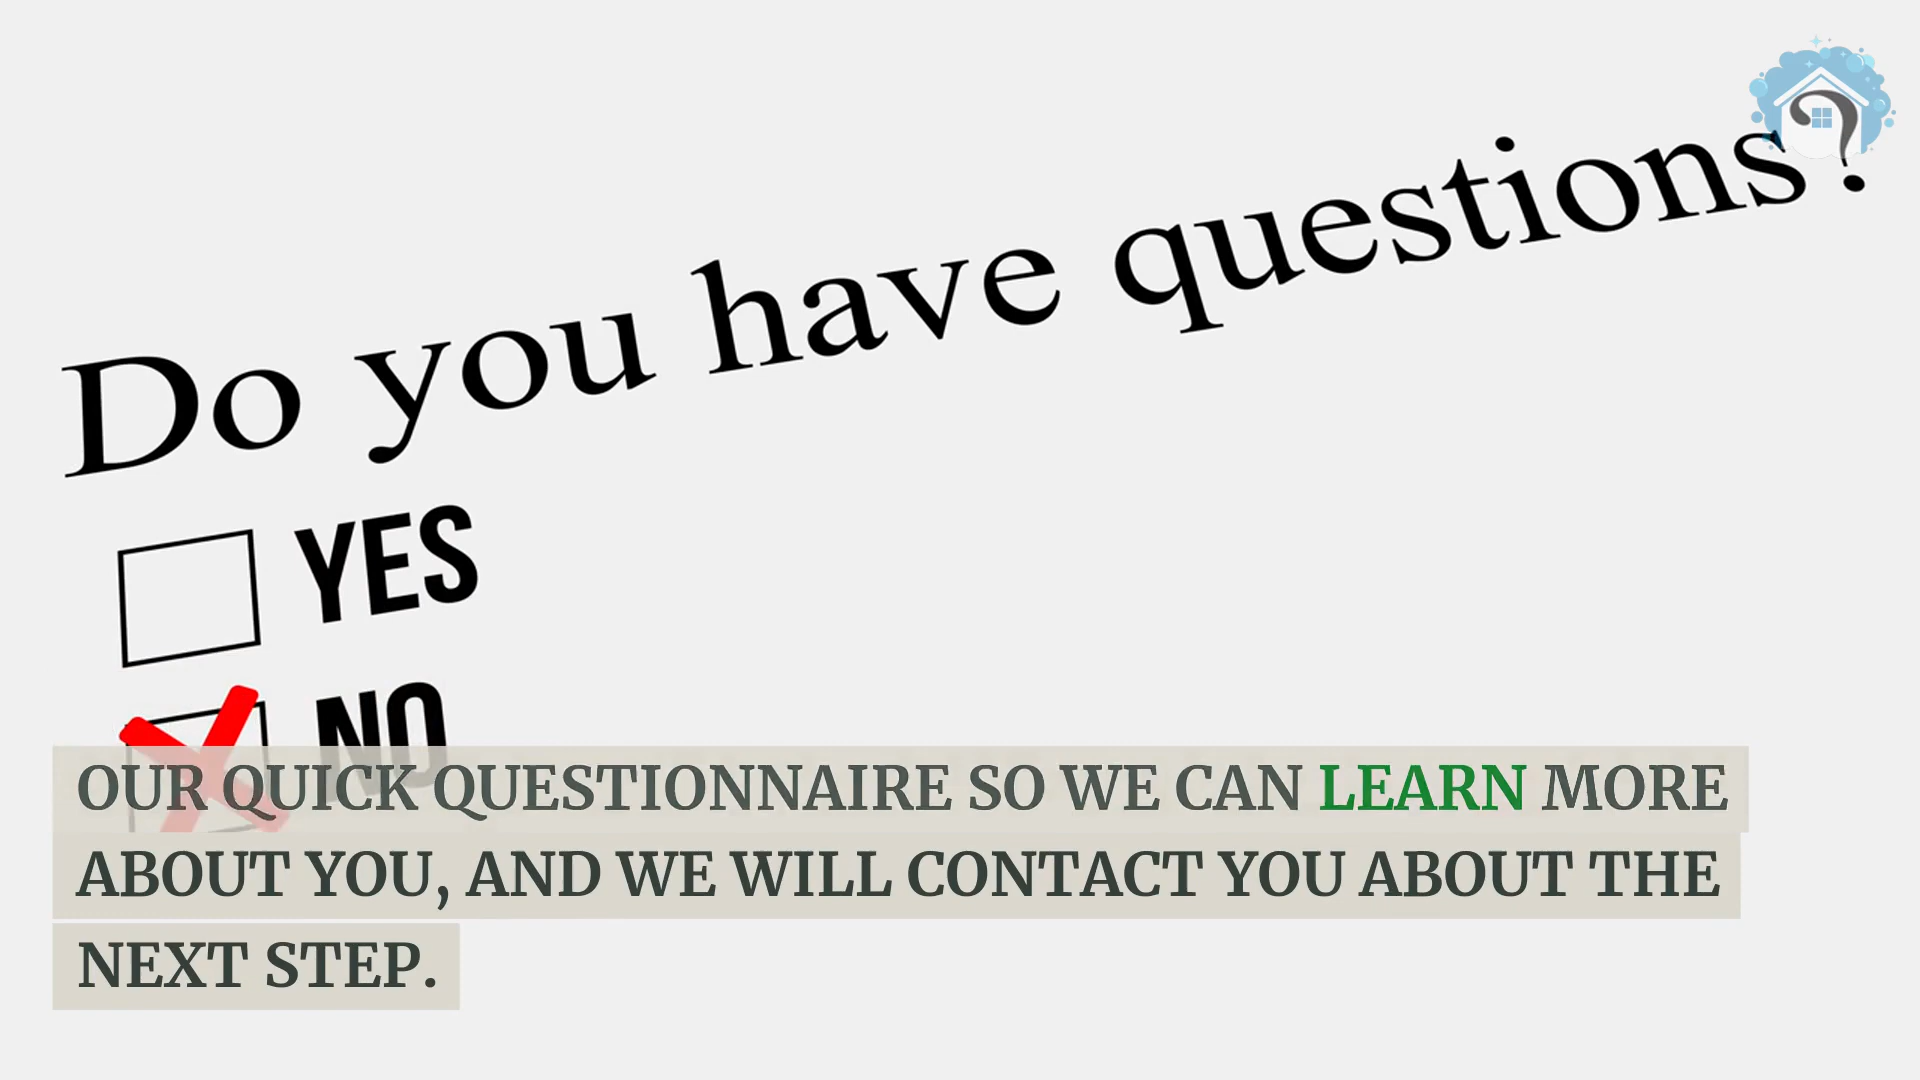 Do you have questions?
YES
NO
OUR QUICK QUESTIONNAIRE SO WE CAN LEARN MORE
ABOUT YOU, AND WE WILL CONTACT YOU ABOUT THE
NEXT STEP.